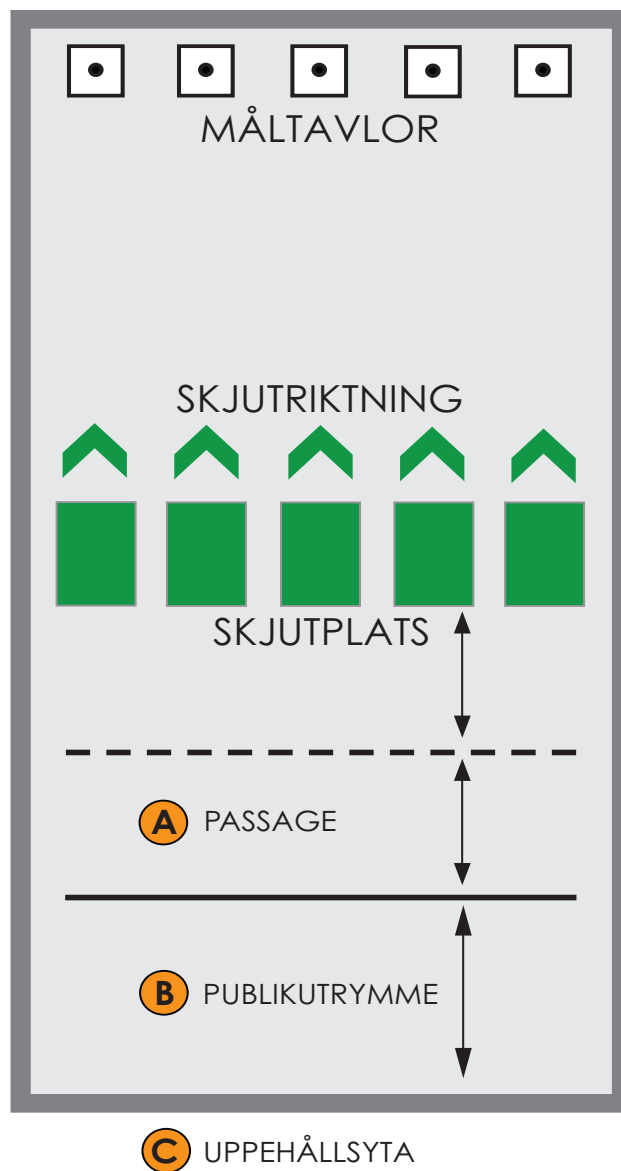 MÅLTAVLOR
SKJUTRIKTNING
SKJUTPLATS
A PASSAGE
B PUBLIKUTRYMME
C UPPEHÅLLSYTA